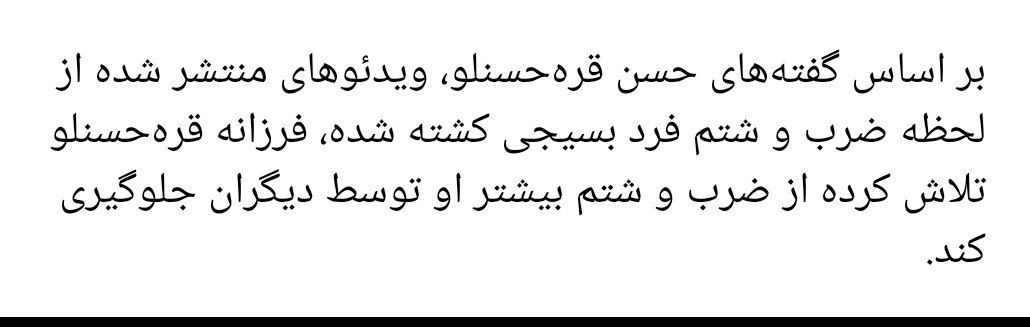 بر اساس گفته‌های حسن قره‌حسنلو، ویدئوهای منتشر شده از
لحظه ضرب و شتم فرد بسیجی کشته شده، فرزانه قره‌حسنلو
تلاش کرده از ضرب و شتم بیشتر او توسط دیگران جلوگیری
کند.